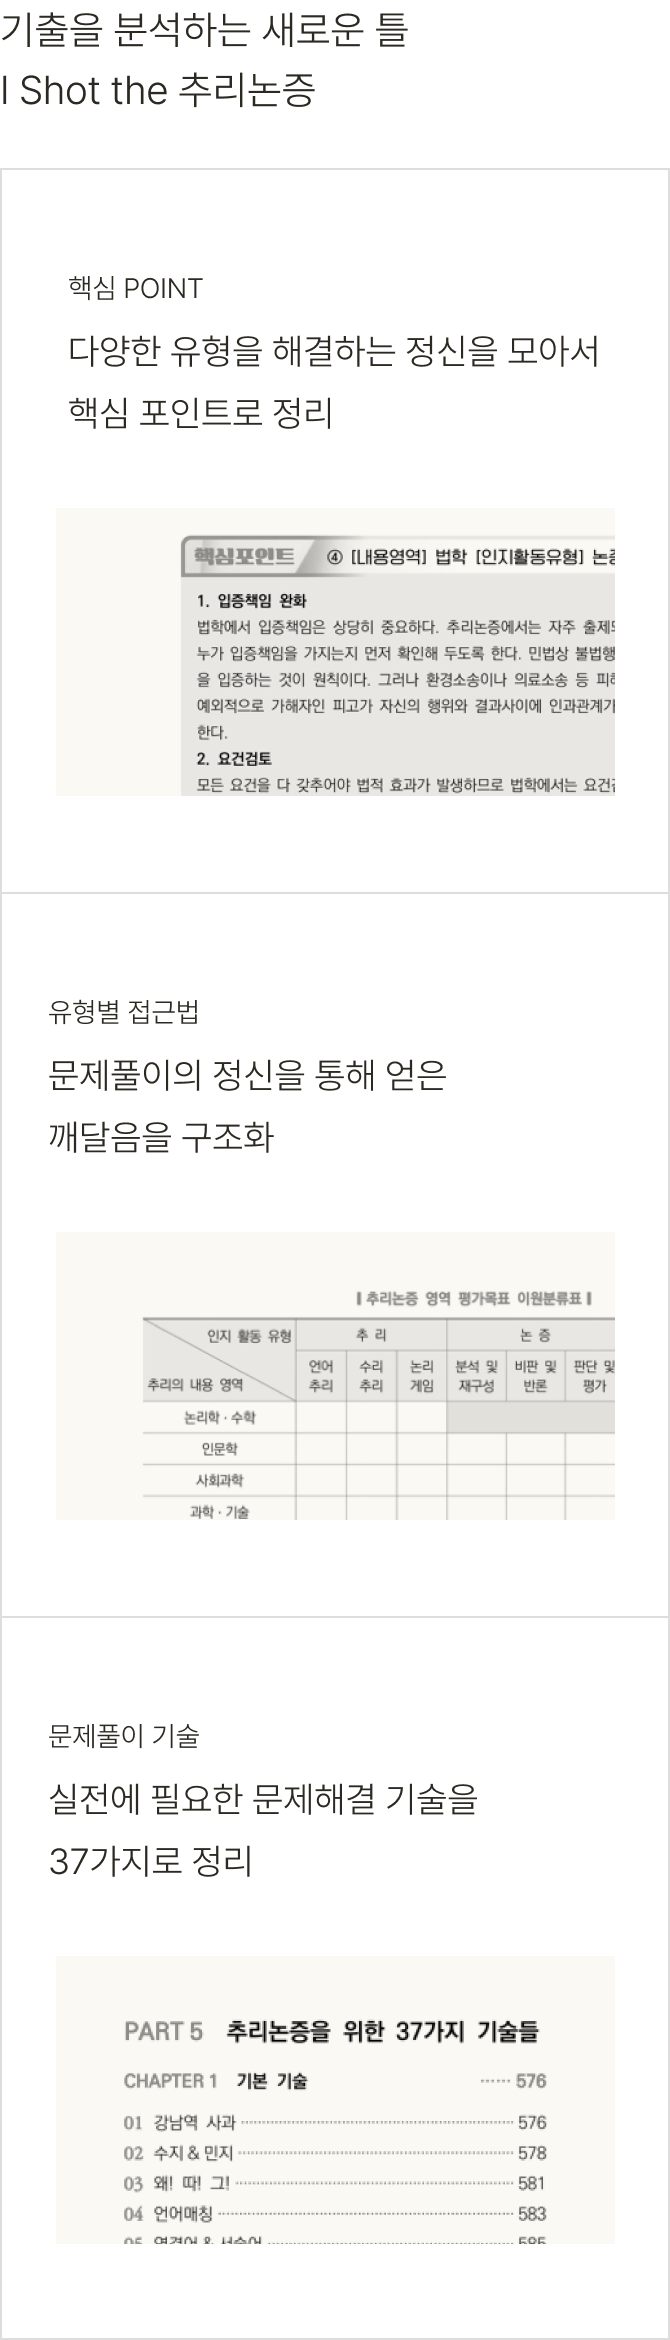 기출을 분석하는 새로운 틀
I Shot the 추리논증
핵심 POINT
다양한 유형을 해결하는 정신을 모아서
핵심 포인트로 정리
핵심포인트 ④ [내용영역] 법학 [인지활동유형] 논증
1. 입증책임 완화
법학에서 입증책임은 상당히 중요하다. 추리논증에서는 자주
누가 입증책임을 가지는지 먼저 확인해 두도록 한다. 민법상
을 입증하는 것이 원칙이다. 그러나 환경소송이나 의료소송 등
예외적으로 가해자인 피고가 자신의 행위와 결과사이에
한다.
2. 요건검토
모든 요건을 다 갖추어야 법적 효과가 발생하므로 법학에서는
유형별 접근법
문제풀이의 정신을 통해 얻은
깨달음을 구조화
추리논증 영역 평가목표 이원분류표
인지 활동 유형 추 리 논 증
언어 수리 논리 분석 및 비판 및 판단 및
추리의 내용 영역 추리 추리 게임 재구성 반론 평가
논리학 · 수학
인문학
사회과학
과학 · 기술
문제풀이 기술
실전에 필요한 문제해결 기술을
37가지로 정리
PART 5 추리논증을 위한 37가지 기술들
CHAPTER 1 기본 기술 ······ 576
01 강남역 사과 576
02 수지 & 민지 578
03 왜! 때! 그! 581
04 언어매칭 583